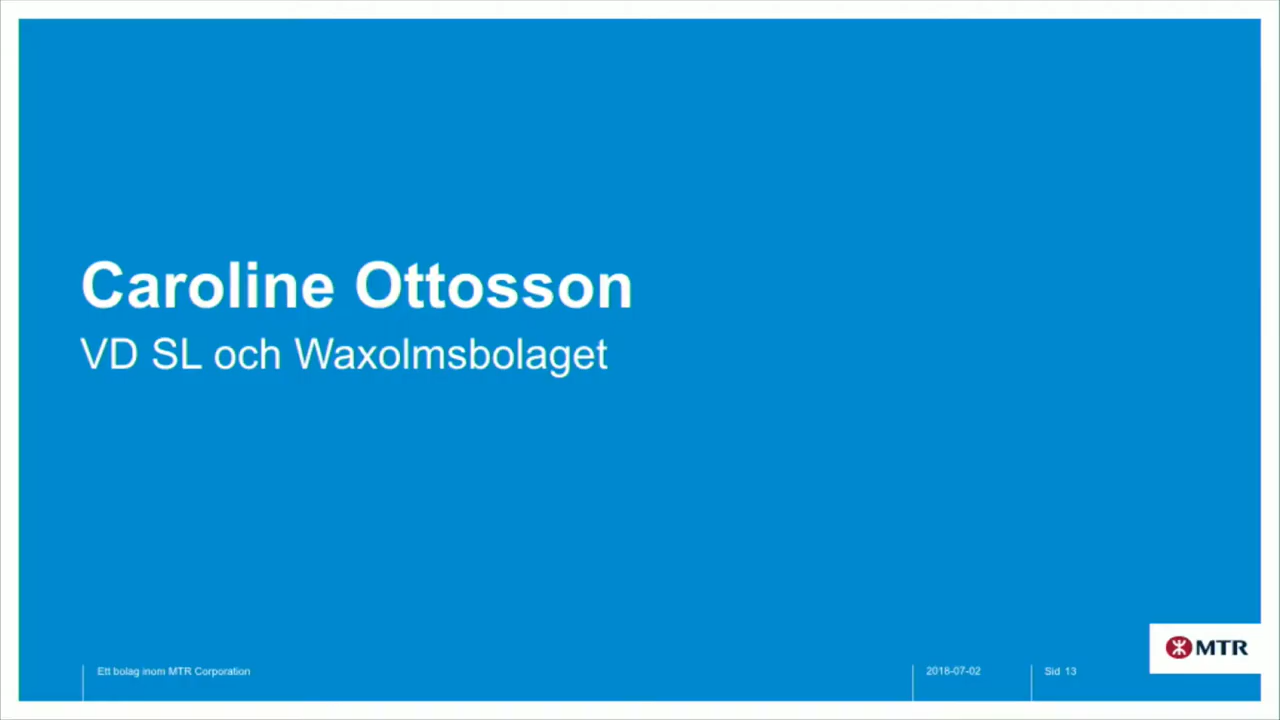 Caroline Ottosson
VD SL och Waxolmsbolaget
MTR
Ett bolag inom MTR Corporation
2018-07-02
Sid 13